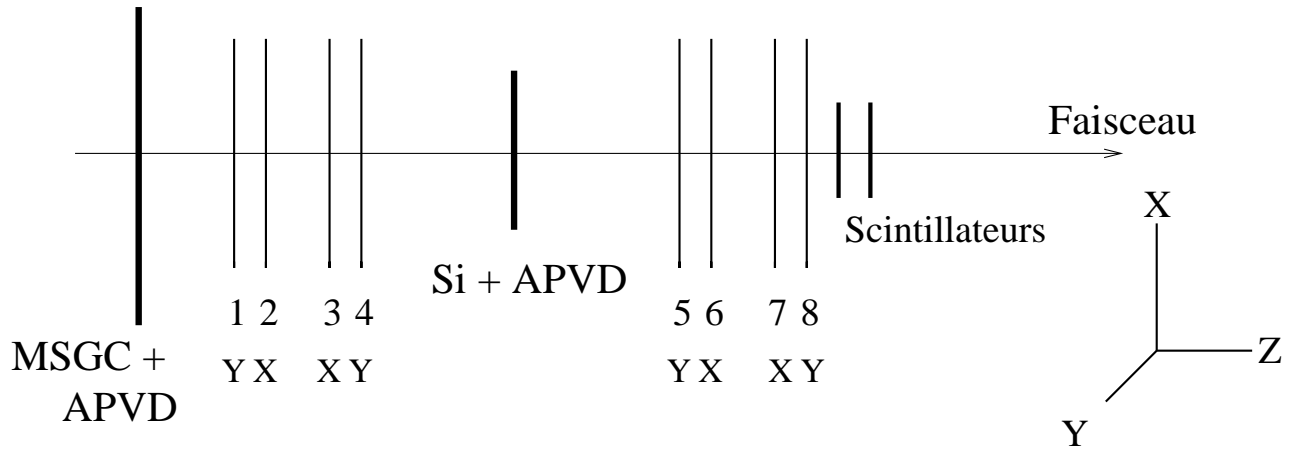 Faisceau
X
Scintillateurs
Si + APVD
1 2 3 4 5 6 7 8
MSGC +
APVD
Y X X Y Y X X Y
Z
Y